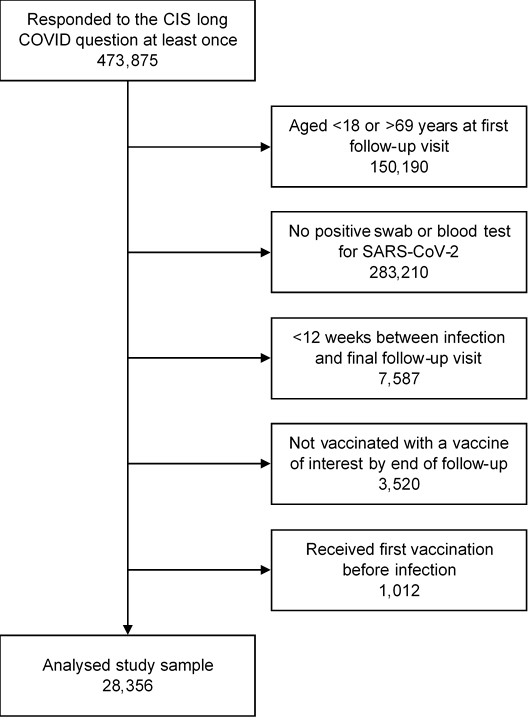 Responded to the CIS long
COVID question at least once
473,875
Aged <18 or >69 years at first
follow-up visit
150,190
No positive swab or blood test
for SARS-CoV-2
283,210
<12 weeks between infection
and final follow-up visit
7,587
Not vaccinated with a vaccine
of interest by end of follow-up
3,520
Received first vaccination
before infection
1,012
Analysed study sample
28,356